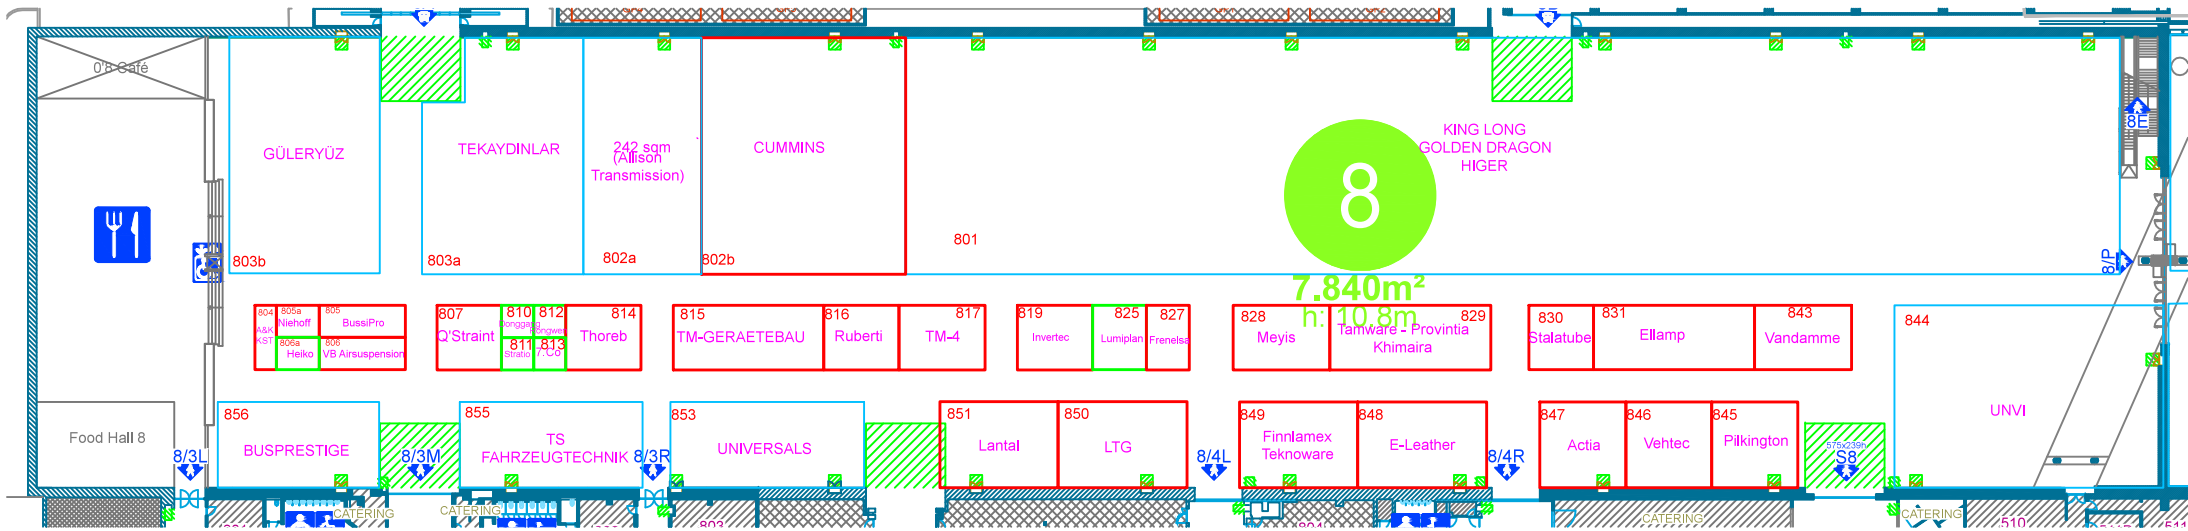 0'8 Café
GÜLERYÜZ
803b
TEKAYDINLAR
803a
242 sqm
(Allison
Transmission)
802a
CUMMINS
802b
801
8
7.840m²
h: 10,8m
KING LONG
GOLDEN DRAGON
HIGER
8E
8/P
804
A&K
KST
805a
Niehoff
805
BussiPro
806a
Heiko
806
VB Airsuspension
807
Q'Straint
810
812
811
Stratio
813
814
Thoreb
815
TM-GERAETEBAU
816
Ruberti
817
TM-4
819
Invertec
825
Lumiplan
827
Frenelsa
828
Meyis
829
Tamware - Provintia
Khimaira
830
Stalatube
831
Ellamp
843
Vandamme
844
UNVI
Food Hall 8
8/3L
856
BUSPRESTIGE
8/3M
855
TS
FAHRZEUGTECHNIK
8/3R
853
UNIVERSALS
851
Lantal
850
LTG
8/4L
849
Finnlamex
Teknoware
848
E-Leather
8/4R
847
Actia
846
Vehtec
845
Pilkington
575x239h
S8
CATERING
CATERING
803
CATERING
CATERING
510